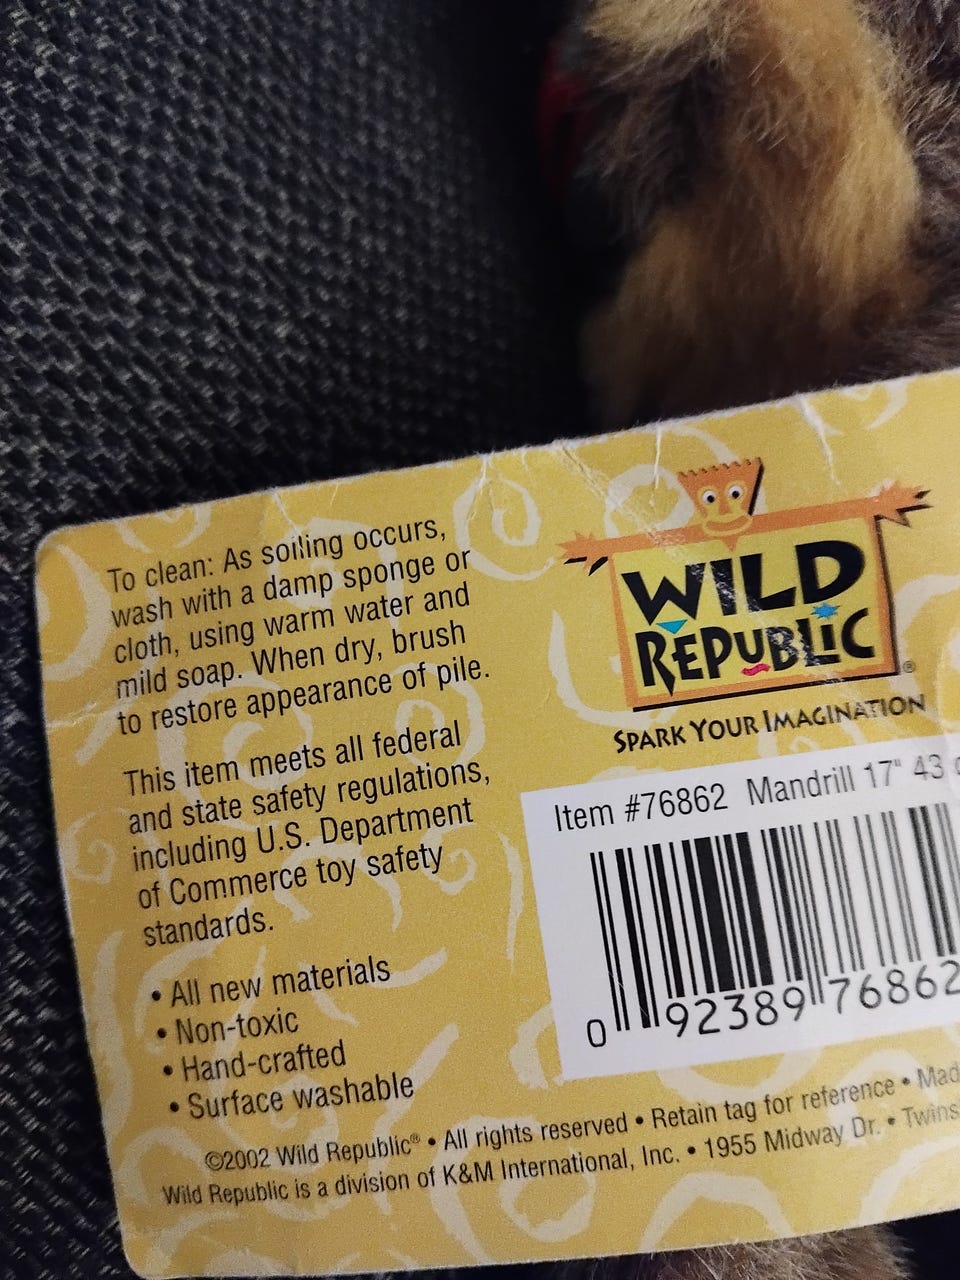 To clean: As soiling occurs,
wash with a damp sponge or
cloth, using warm water and
mild soap. When dry, brush
to restore appearance of pile.
This item meets all federal
and state safety regulations,
including U.S. Department
of Commerce toy safety
standards.
• All new materials
• Non-toxic
• Hand-crafted
• Surface washable
WILD
REPUBLiC®
SPARK YOUR IMAGINATION
Item #76862 Mandrill 17" 43
0 92389 76862
©2002 Wild Republic® • All rights reserved • Retain tag for reference •
Wild Republic is a division of K&M International, Inc. • 1955 Midway Dr. •